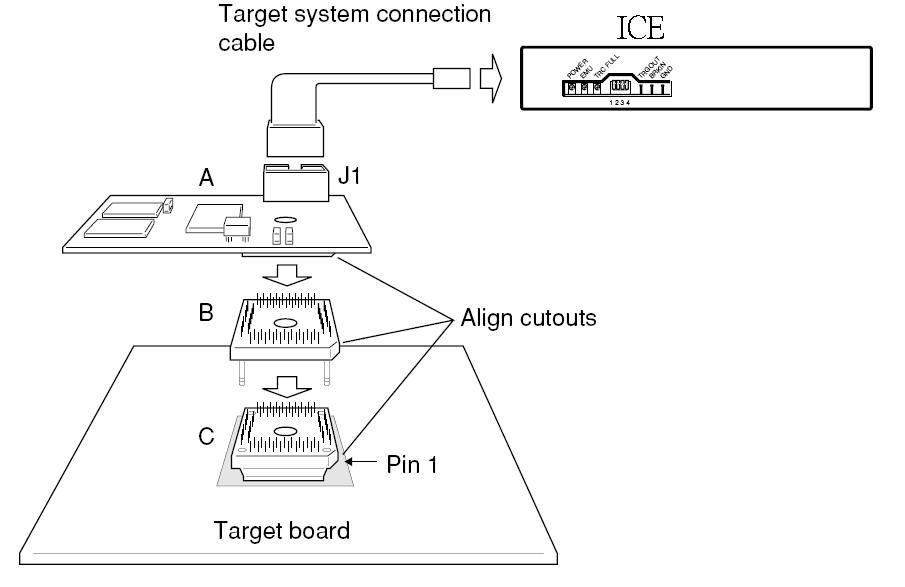 Target system connection
cable
ICE
POWER
EMU
TRC FULL
TRGOUT
BRKIN
GND
1 2 3 4
A
J1
B
Align cutouts
C
Pin 1
Target board